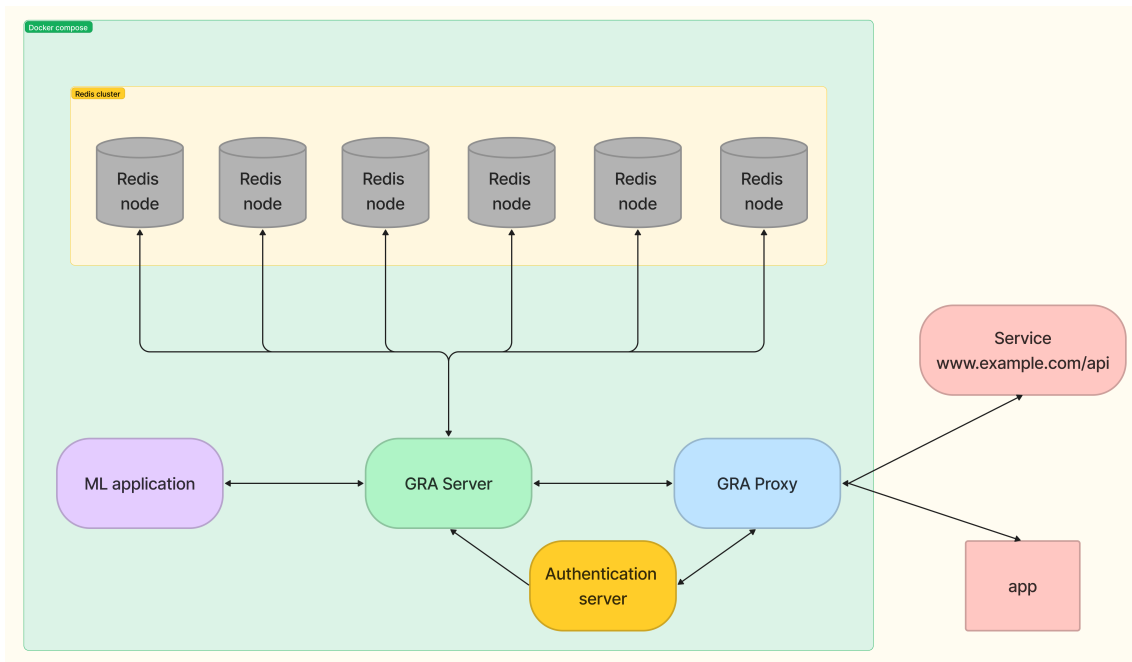 Docker compose
Redis cluster
Redis
node
Redis
node
Redis
node
Redis
node
Redis
node
Redis
node
Service
www.example.com/api
ML application
GRA Server
GRA Proxy
Authentication
server
app